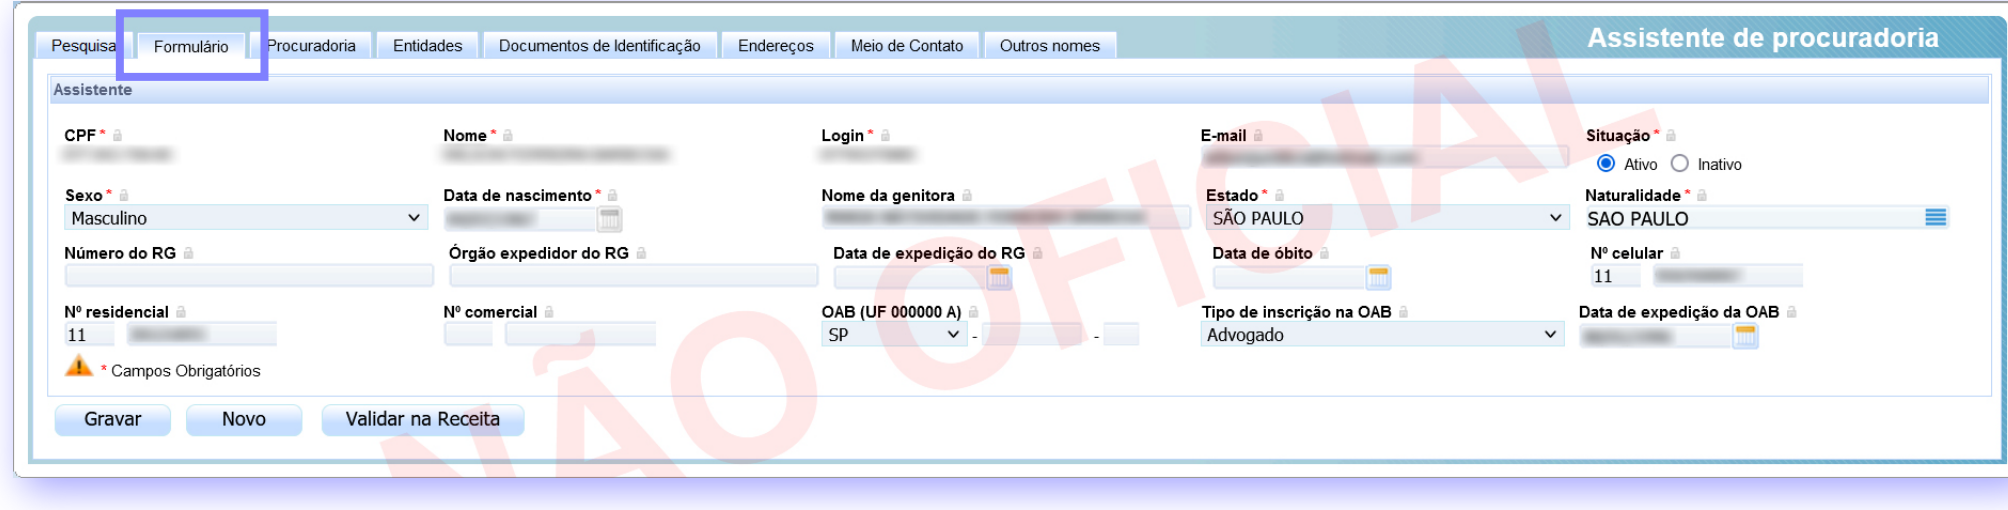 Assistente de procuradoria
Pesquisa Formulário Procuradoria Entidades Documentos de Identificação Endereços Meio de Contato Outros nomes
Assistente
CPF * Nome * Login * E-mail Situação *
Ativo Inativo
Sexo * Data de nascimento * Nome da genitora Estado * Naturalidade *
Masculino SÃO PAULO SAO PAULO
Número do RG Órgão expedidor do RG Data de expedição do RG Data de óbito Nº celular
11
Nº residencial Nº comercial OAB (UF 000000 A) Tipo de inscrição na OAB Data de expedição da OAB
11 SP - - Advogado
* Campos Obrigatórios
Gravar Novo Validar na Receita
NÃO OFICIAL